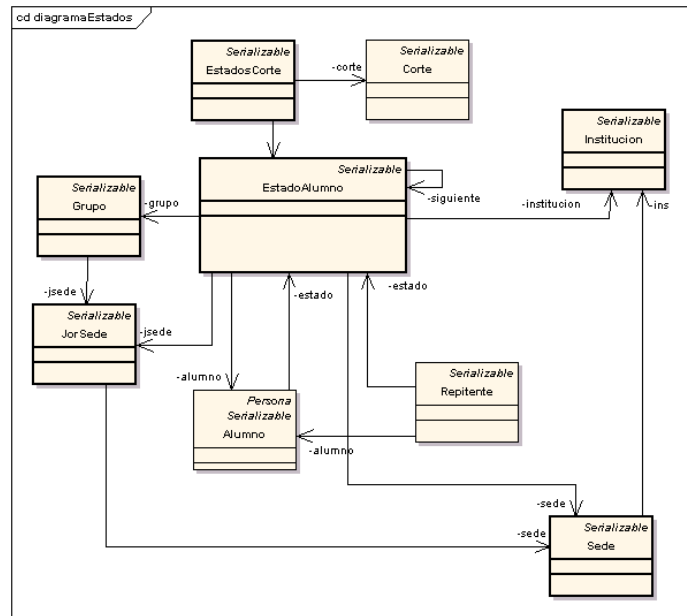 cd diagramaEstados
Serializable
EstadosCorte
-corte
Serializable
Corte
Serializable
Institucion
Serializable
EstadoAlumno
-siguiente
-institucion
-ins
Serializable
Grupo
-grupo
-jsede
-estado
-estado
Serializable
JorSede
-jsede
-alumno
Persona
Serializable
Alumno
Serializable
Repitente
-alumno
-sede
-sede
Serializable
Sede